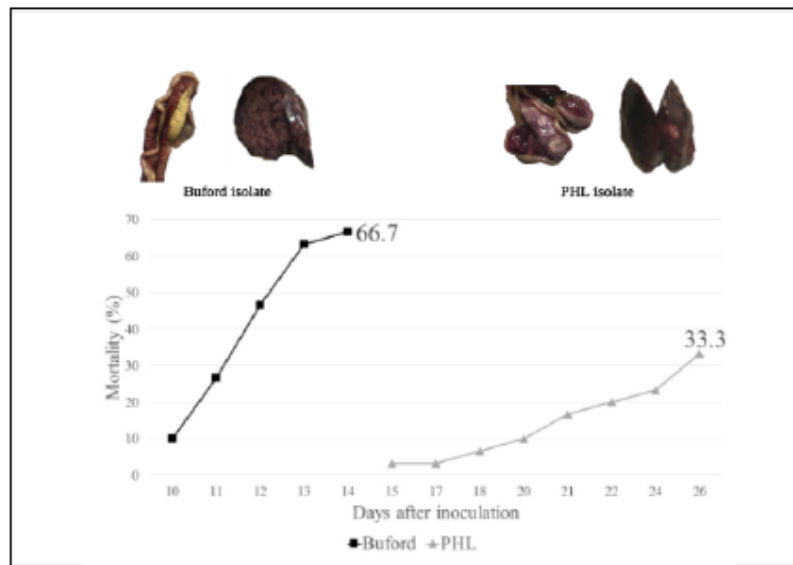 Buford isolate
PHL isolate
70
60
50
40
30
20
10
0
Mortality (%)
66.7
33.3
10 11 12 13 14 15 17 18 20 21 22 24 26
Days after inoculation
Buford PHL